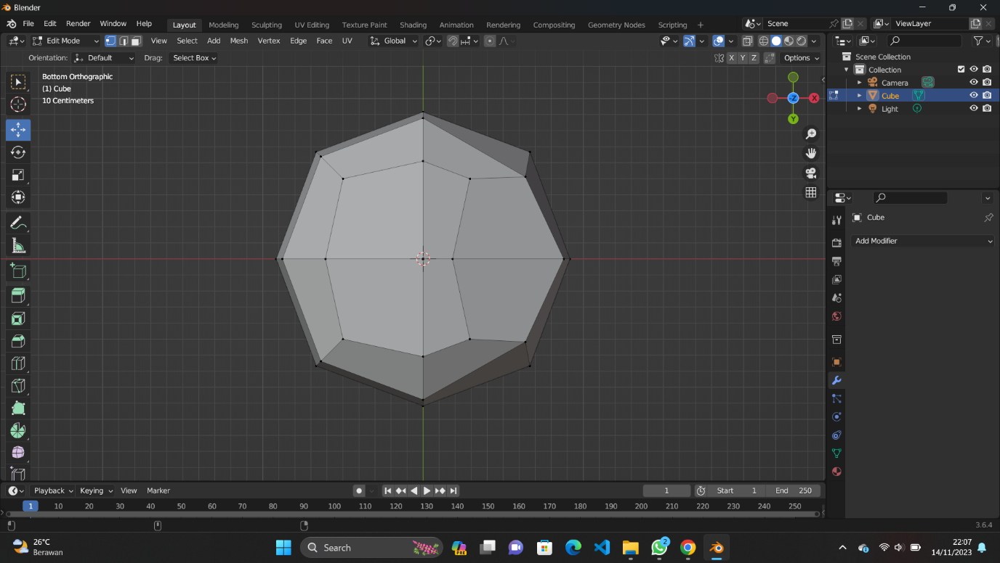 Blender
File Edit Render Window Help Layout Modeling Sculpting UV Editing Texture Paint Shading Animation Rendering Compositing Geometry Nodes Scripting + Scene ViewLayer
Edit Mode View Select Add Mesh Vertex Edge Face UV Global
Orientation: Default Drag: Select Box X Y Z Options
Bottom Orthographic
(1) Cube
10 Centimeters
Z X
Y
Scene Collection
Collection
Camera
Cube
Light
Cube
Add Modifier
Playback Keying View Marker 1 Start 1 End 250
1 10 20 30 40 50 60 70 80 90 100 110 120 130 140 150 160 170 180 190 200 210 220 230 240 250
3.6.4
26°C
Berawan
Search
PRE
2
22:07
14/11/2023